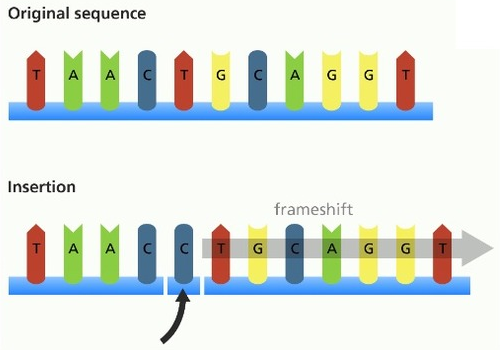 Original sequence
T A A C T G C A G G T
Insertion
frameshift
T A A C C T G C A G G T